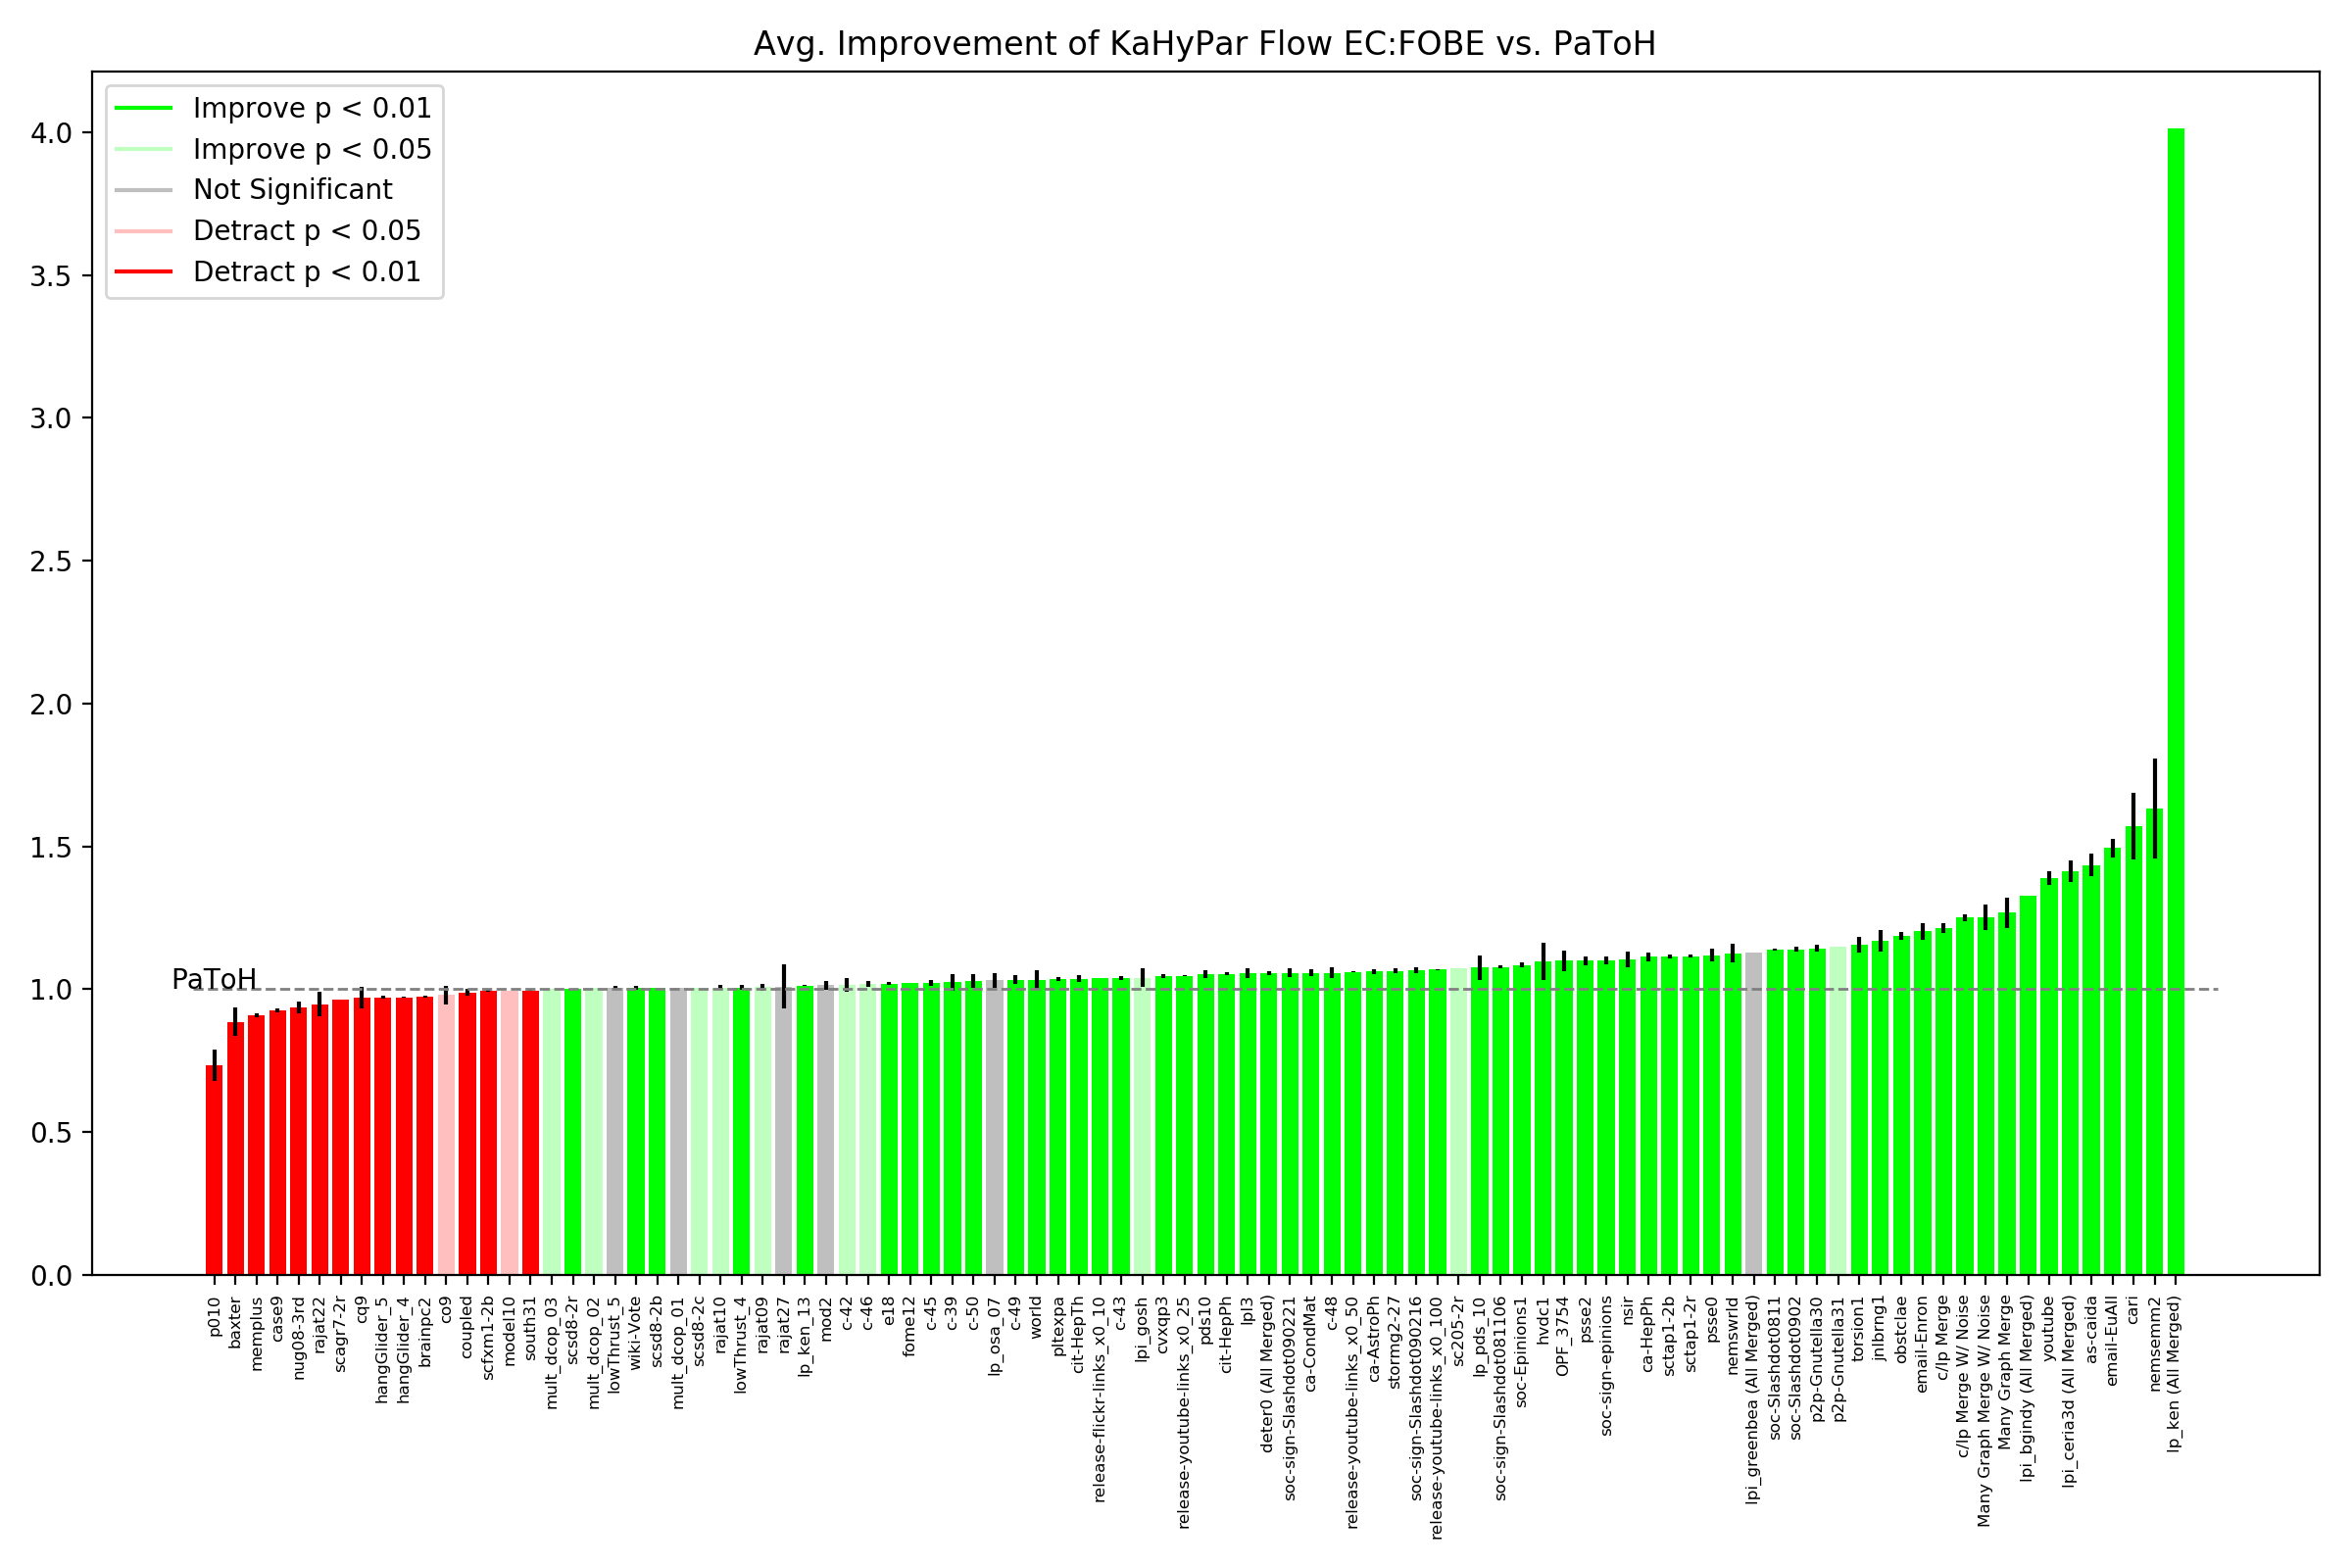 Avg. Improvement of KaHyPar Flow EC:FOBE vs. PaToH
Improve p < 0.01
Improve p < 0.05
Not Significant
Detract p < 0.05
Detract p < 0.01
4.0
3.5
3.0
2.5
2.0
1.5
1.0
0.5
0.0
PaToH
p010
baxter
memplus
case9
nug08-3rd
rajat22
scagr7-2r
cq9
hangGlider_5
hangGlider_4
brainpc2
co9
coupled
scfxm1-2b
model10
south31
mult_dcop_03
scsd8-2r
mult_dcop_02
lowThrust_5
wiki-Vote
scsd8-2b
mult_dcop_01
scsd8-2c
rajat10
lowThrust_4
rajat09
rajat27
lp_ken_13
mod2
c-42
c-46
e18
fome12
c-45
c-39
c-50
lp_osa_07
c-49
world
pltexpa
cit-HepTh
release-flickr-links_x0_10
c-43
lpi_gosh
cvxqp3
release-youtube-links_x0_25
pds10
cit-HepPh
lpl3
deter0 (All Merged)
soc-sign-Slashdot090221
ca-CondMat
c-48
release-youtube-links_x0_50
ca-AstroPh
stormg2-27
soc-sign-Slashdot090216
release-youtube-links_x0_100
sc205-2r
lp_pds_10
soc-sign-Slashdot081106
soc-Epinions1
hvdc1
OPF_3754
psse2
soc-sign-epinions
nsir
ca-HepPh
sctap1-2b
sctap1-2r
psse0
nemswrld
lpi_greenbea (All Merged)
soc-Slashdot0811
soc-Slashdot0902
p2p-Gnutella30
p2p-Gnutella31
torsion1
jnlbrng1
obstclae
email-Enron
c/lp Merge
c/lp Merge W/ Noise
Many Graph Merge W/ Noise
Many Graph Merge
lpi_bgindy (All Merged)
youtube
lpi_ceria3d (All Merged)
as-caida
email-EuAll
cari
nemsemm2
lp_ken (All Merged)